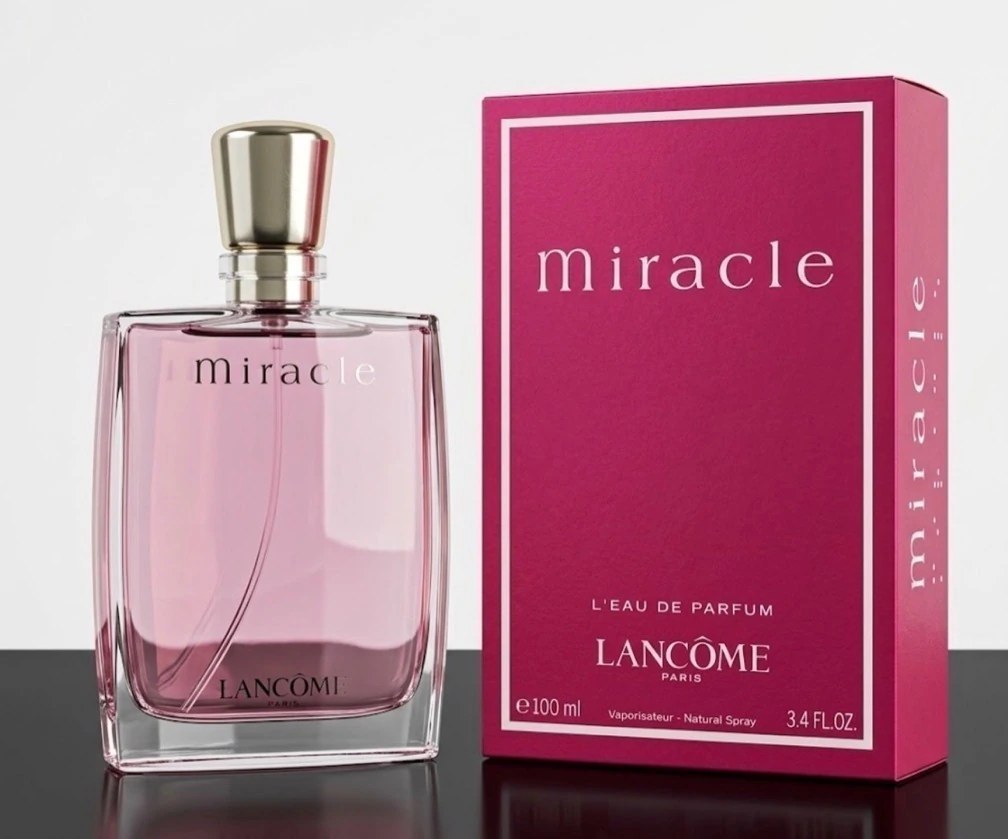 miracle
LANCÔME
PARIS
miracle
L'EAU DE PARFUM
LANCÔME
PARIS
e 100 ml
Vaporisateur - Natural Spray
3.4 FL.OZ.
miracle